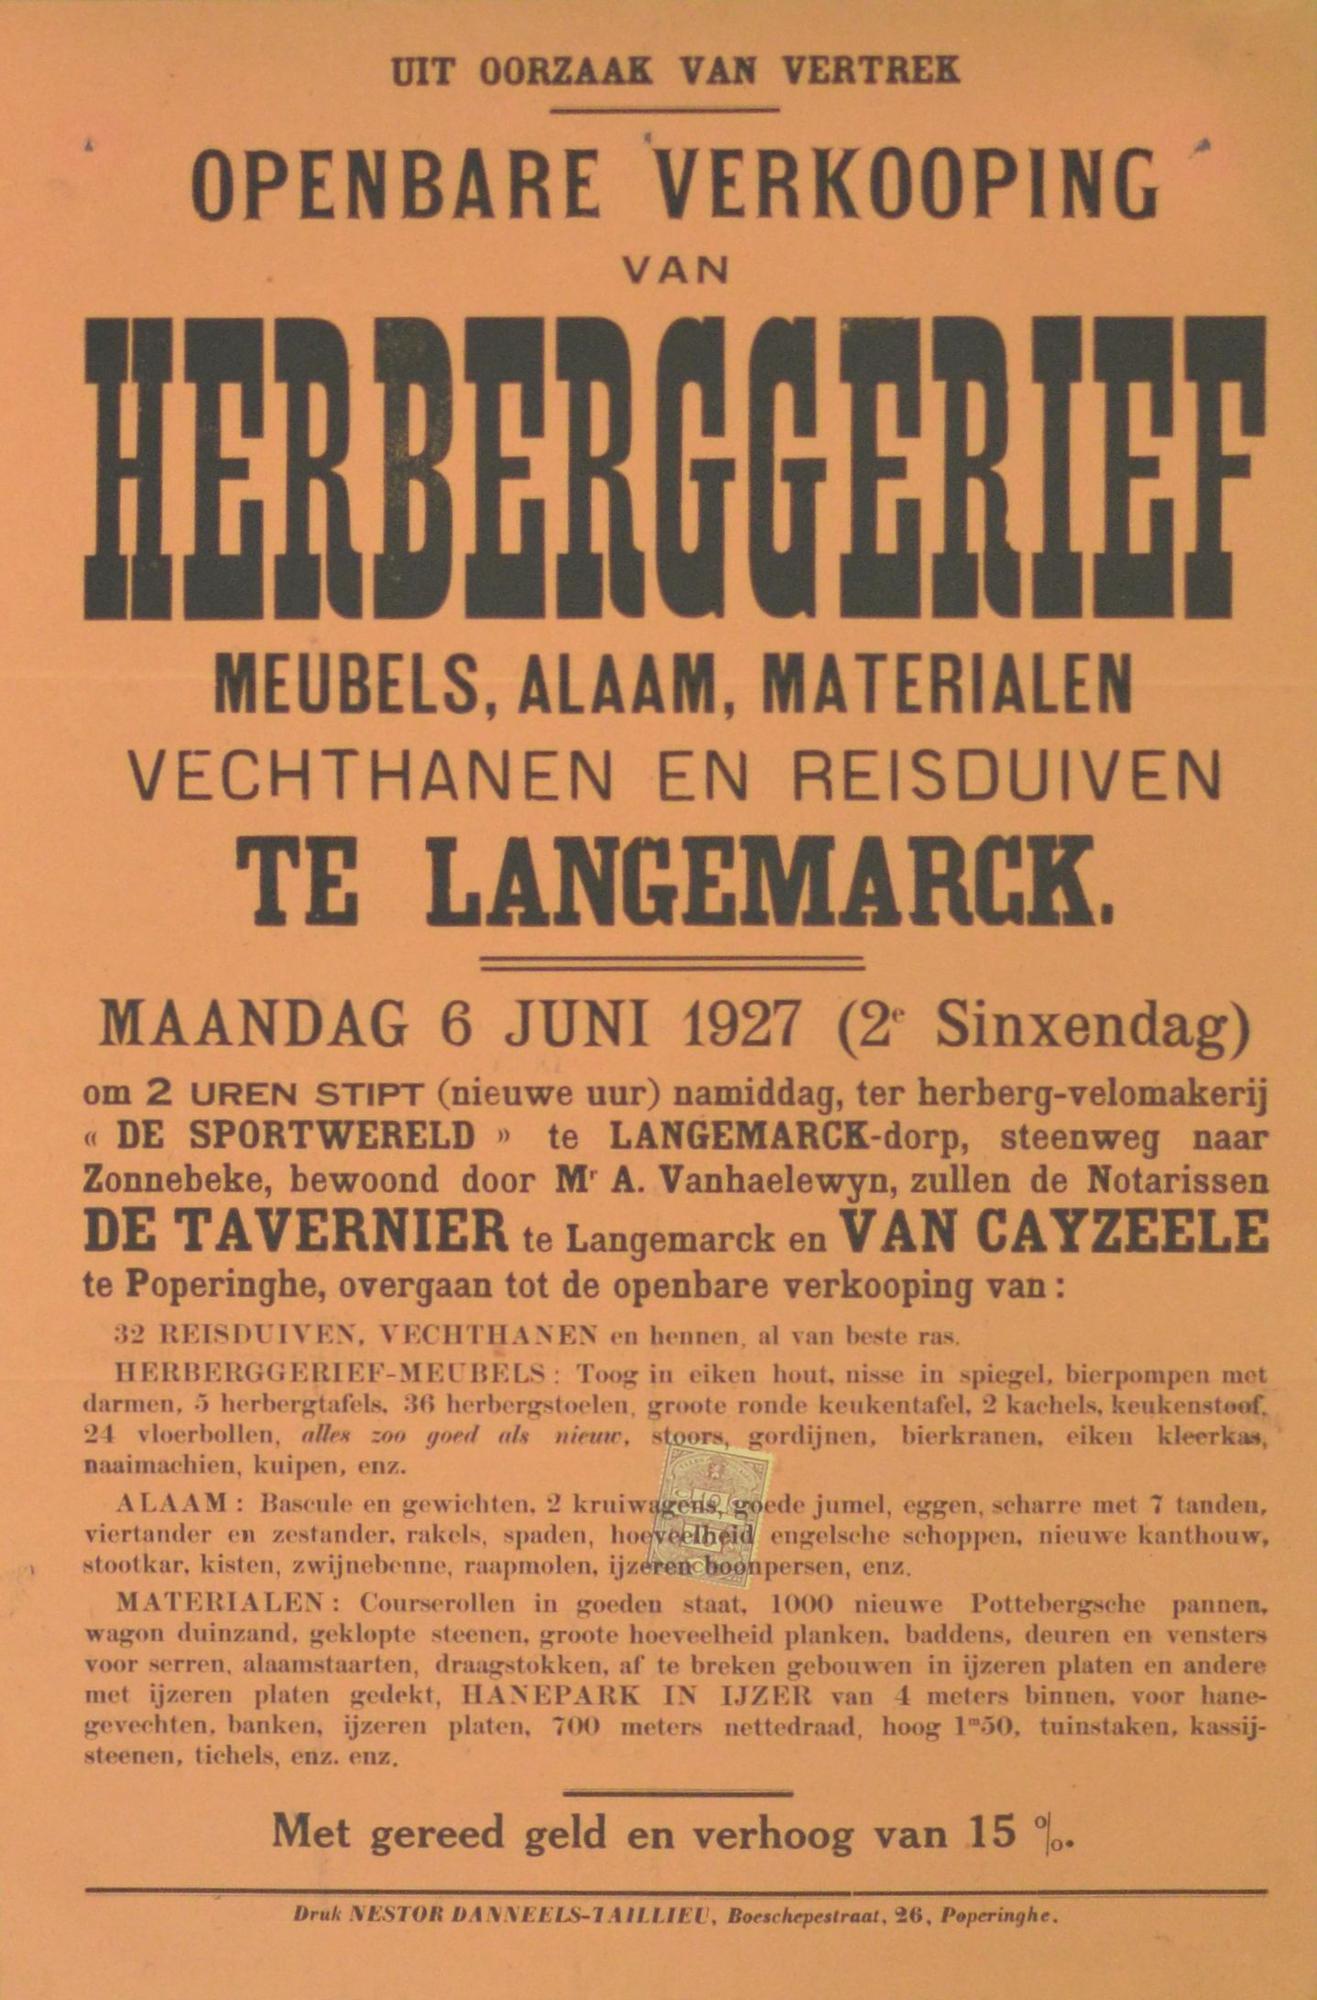 UIT OORZAAK VAN VERTREK
OPENBARE VERKOOPING
VAN
HERBERGGERIEF
MEUBELS, ALAAM, MATERIALEN
VECHTHANEN EN REISDUIVEN
TE LANGEMARCK.
MAANDAG 6 JUNI 1927 (2e Sinxendag)
om 2 UREN STIPT (nieuwe uur) namiddag, ter herberg-velomakerij
« DE SPORTWERELD » te LANGEMARCK-dorp, steenweg naar
Zonnebeke, bewoond door Mr A. Vanhaelewyn, zullen de Notarissen
DE TAVERNIER te Langemarck en VAN CAYZEELE
te Poperinghe, overgaan tot de openbare verkooping van :
32 REISDUIVEN, VECHTHANEN en hennen, al van beste ras.
HERBERGGERIEF-MEUBELS : Toog in eiken hout, nisse in spiegel, bierpompen met
darmen, 5 herbergtafels, 36 herbergstoelen, groote ronde keukentafel, 2 kachels, keukenstoof,
24 vloerbollen, alles zoo goed als nieuw, stoors, gordijnen, bierkranen, eiken kleerkas,
naaimachien, kuipen, enz.
ALAAM : Bascule en gewichten, 2 kruiwagens, goede jumel, eggen, scharre met 7 tanden,
viertander en zestander, rakels, spaden, hoeveelheid engelsche schoppen, nieuwe kanthouw,
stootkar, kisten, zwijnebenne, raapmolen, ijzeren boonpersen, enz.
MATERIALEN : Courserollen in goeden staat, 1000 nieuwe Pottebergsche pannen,
wagon duinzand, geklopte steenen, groote hoeveelheid planken, baddens, deuren en vensters
voor serren, alaamstaarten, draagstokken, af te breken gebouwen in ijzeren platen en andere
met ijzeren platen gedekt, HANEPARK IN IJZER van 4 meters binnen, voor hane-
gevechten, banken, ijzeren platen, 700 meters nettedraad, hoog 1m50, tuinstaken, kassij-
steenen, tichels, enz. enz.
Met gereed geld en verhoog van 15 %.
Druk NESTOR DANNEELS-TAILLIEU, Boeschepestraat, 26, Poperinghe.